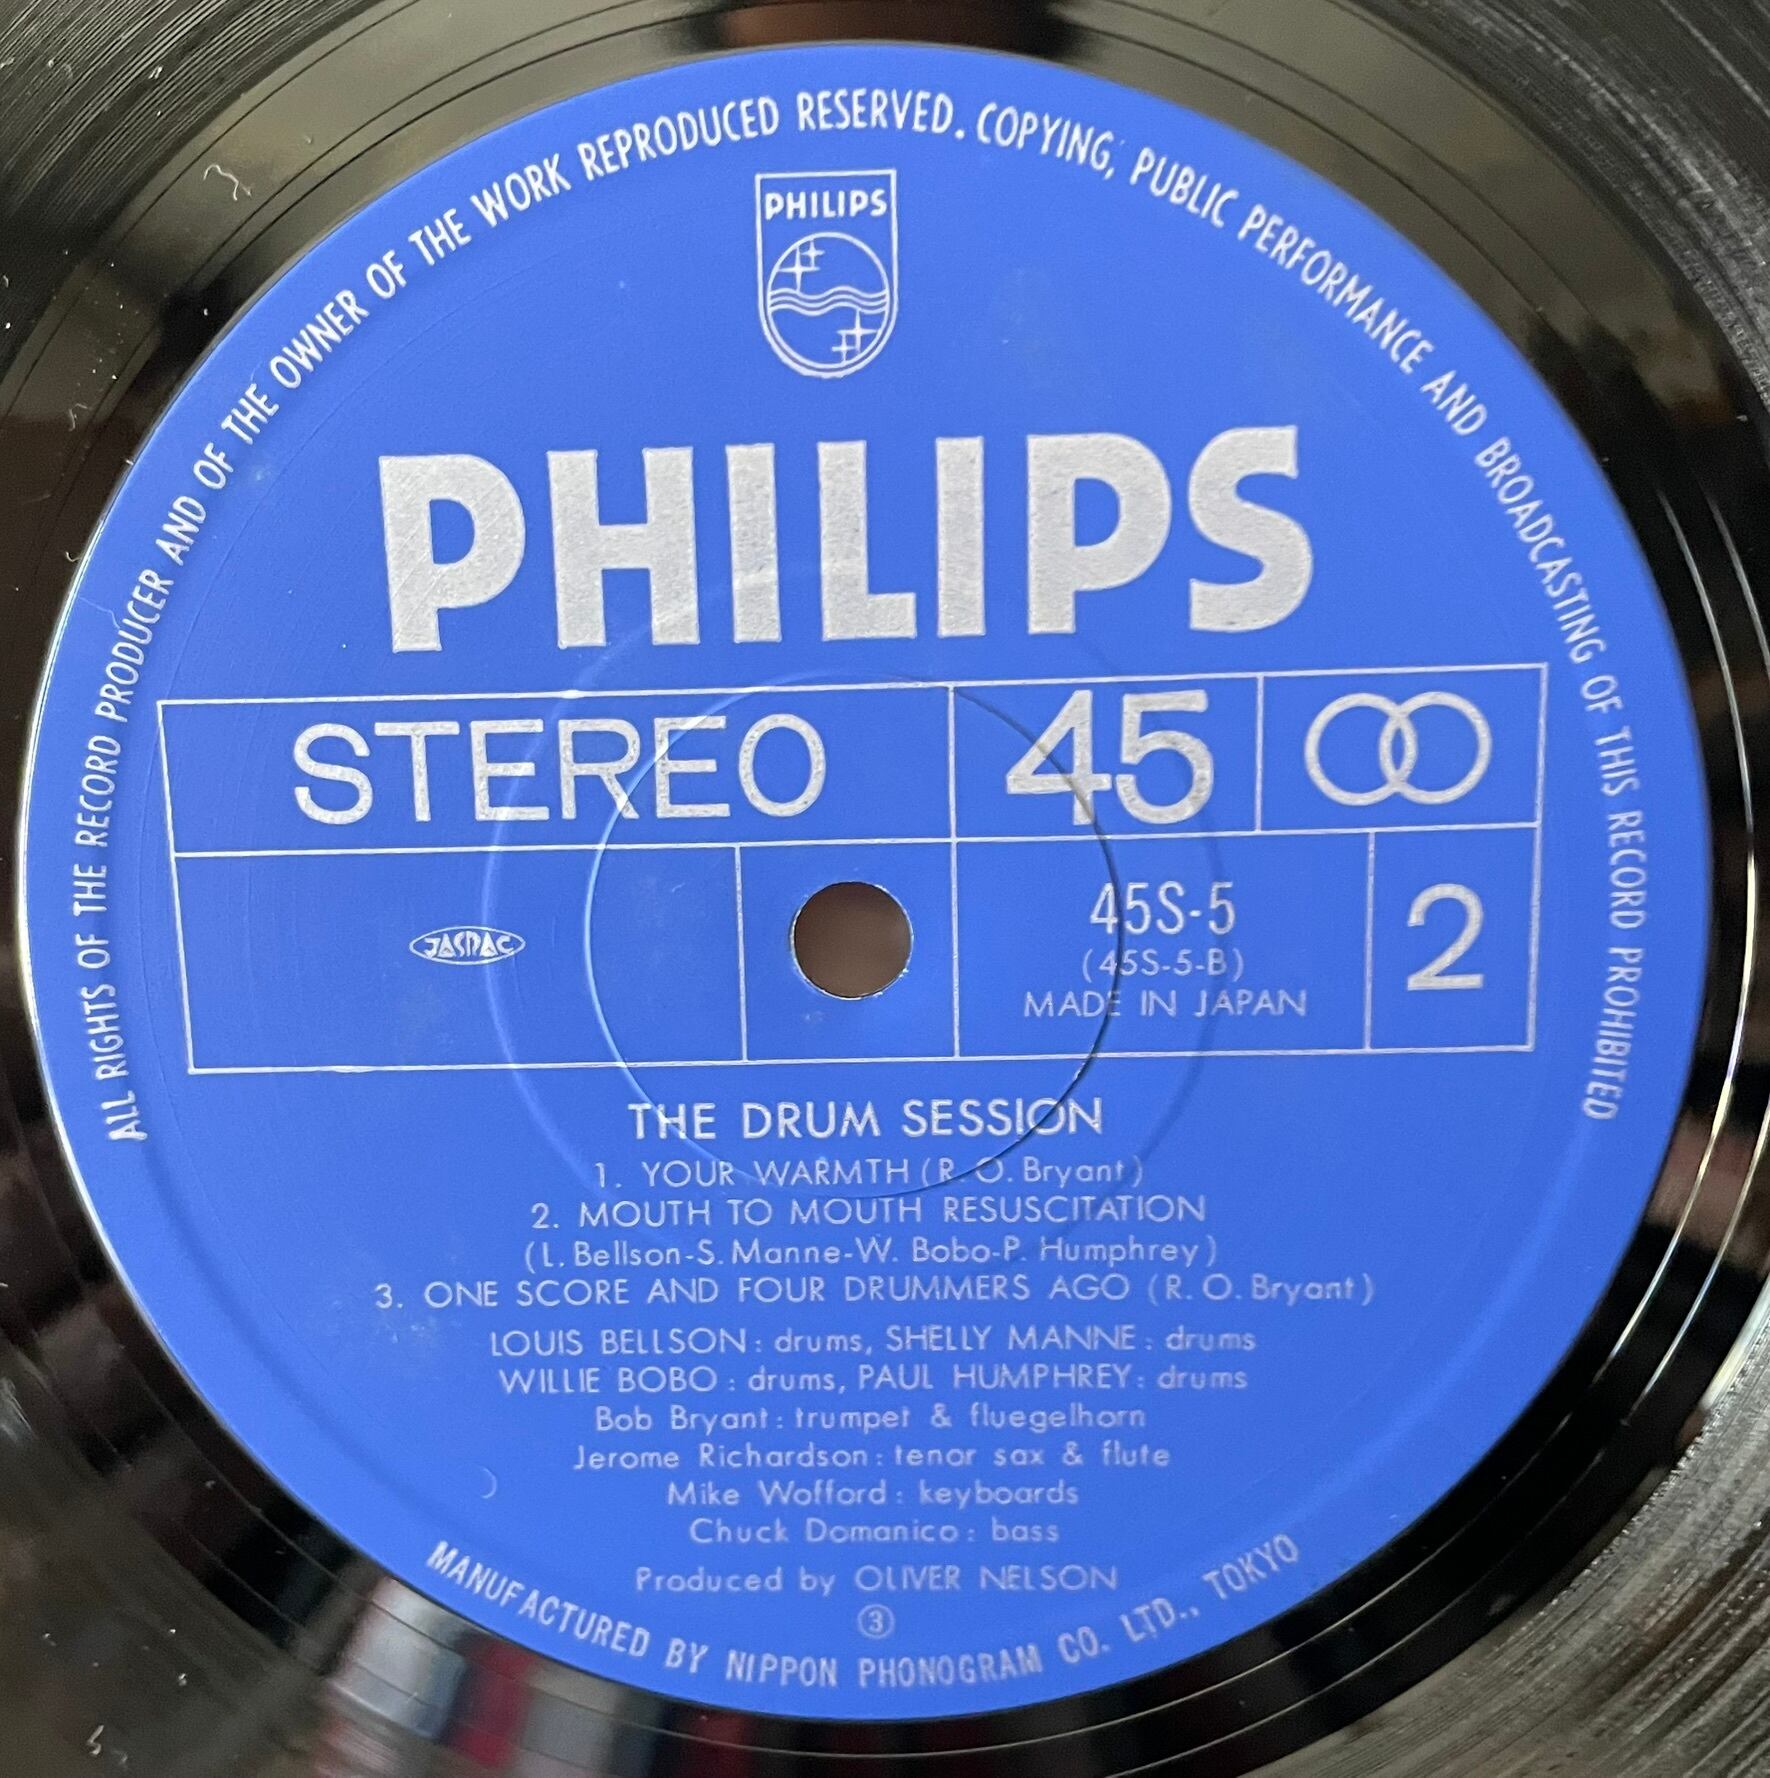 ALL RIGHTS OF THE RECORD PRODUCER AND OF THE OWNER OF THE WORK REPRODUCED RESERVED. COPYING, PUBLIC PERFORMANCE AND BROADCASTING OF THIS RECORD PROHIBITED
PHILIPS
PHILIPS
STEREO 45
JASRAC
45S-5
(45S-5-B)
MADE IN JAPAN
2
THE DRUM SESSION
1. YOUR WARMTH (R. O. Bryant)
2. MOUTH TO MOUTH RESUSCITATION
(L. Bellson-S. Manne-W. Bobo-P. Humphrey)
3. ONE SCORE AND FOUR DRUMMERS AGO (R. O. Bryant)
LOUIS BELLSON: drums, SHELLY MANNE: drums
WILLIE BOBO: drums, PAUL HUMPHREY: drums
Bob Bryant: trumpet & fluegelhorn
Jerome Richardson: tenor sax & flute
Mike Wofford: keyboards
Chuck Domanico: bass
Produced by OLIVER NELSON
③
MANUFACTURED BY NIPPON PHONOGRAM CO. LTD., TOKYO